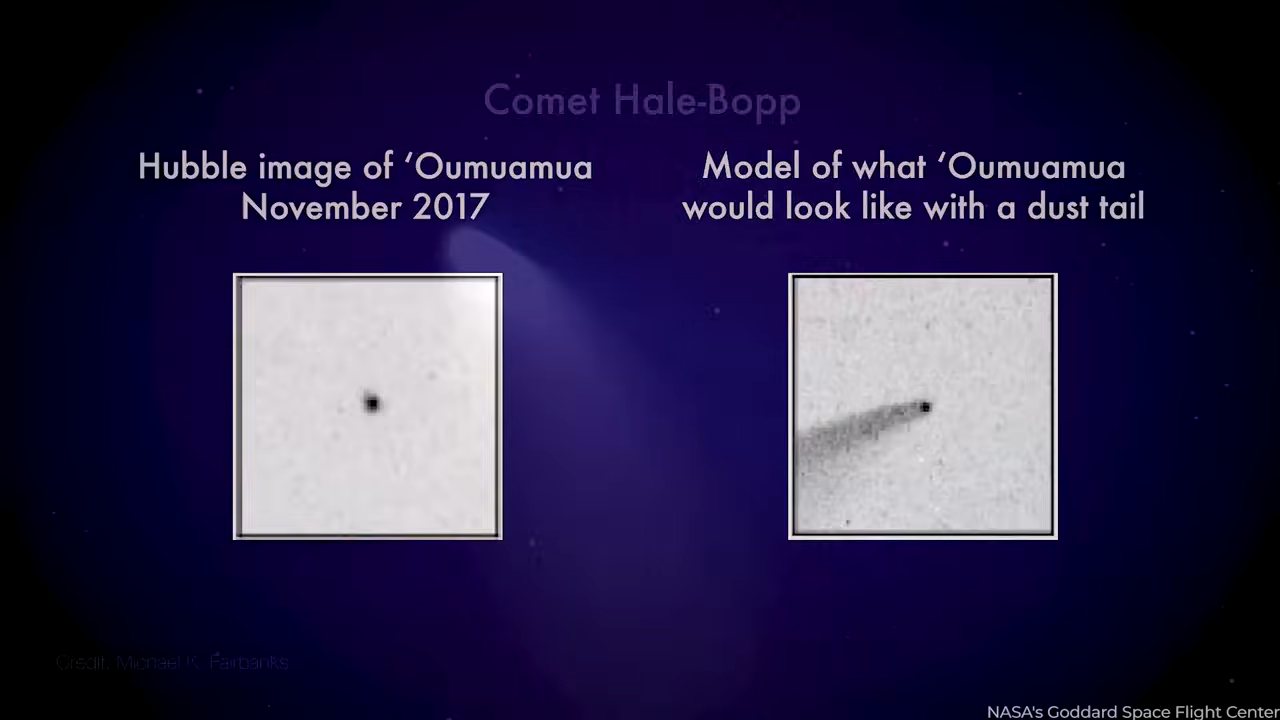 Comet Hale-Bopp
Hubble image of ‘Oumuamua
November 2017
Model of what ‘Oumuamua
would look like with a dust tail
Credit: Michael K. Fairbanks
NASA's Goddard Space Flight Center